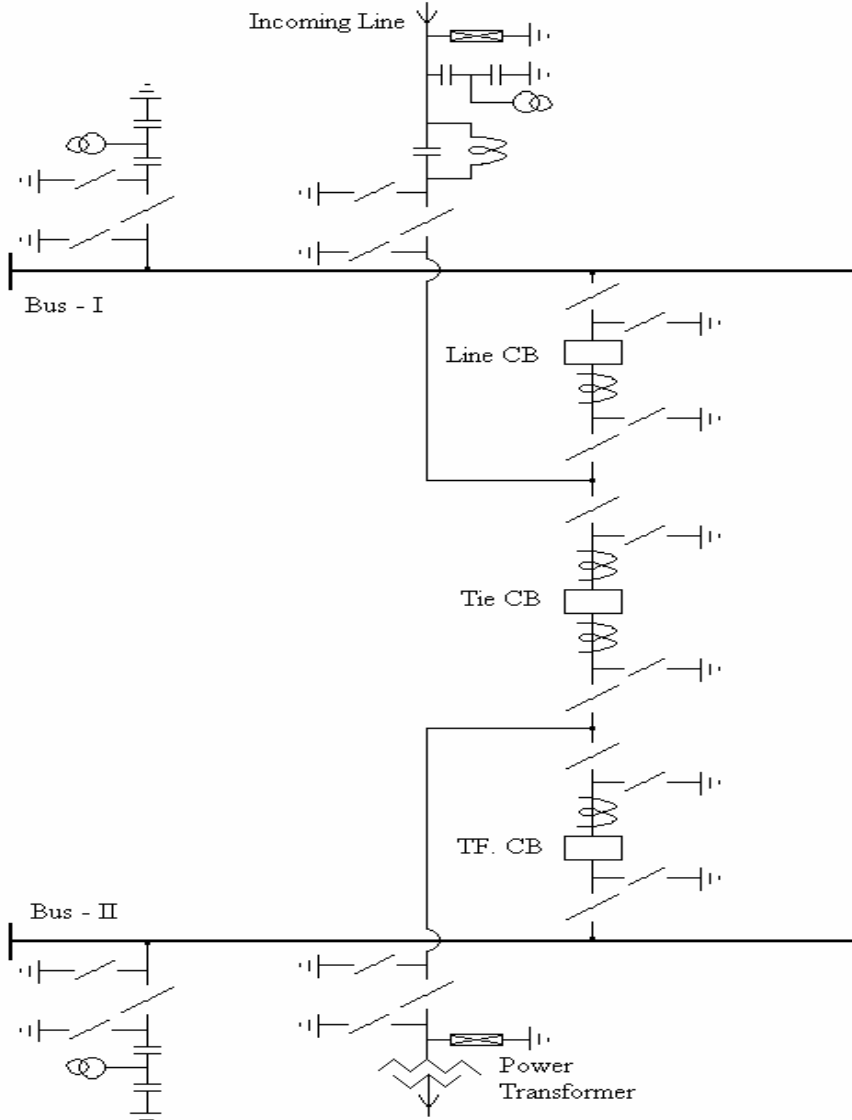 Incoming Line
Bus - I
Line CB
Tie CB
TF. CB
Bus - II
Power
Transformer